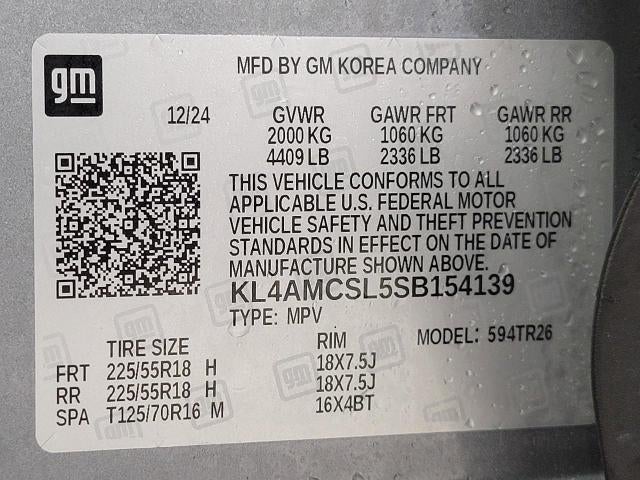 gm
MFD BY GM KOREA COMPANY
12/24 GVWR GAWR FRT GAWR RR
2000 KG 1060 KG 1060 KG
4409 LB 2336 LB 2336 LB
THIS VEHICLE CONFORMS TO ALL
APPLICABLE U.S. FEDERAL MOTOR
VEHICLE SAFETY AND THEFT PREVENTION
STANDARDS IN EFFECT ON THE DATE OF
MANUFACTURE SHOWN ABOVE.
KL4AMCSL5SB154139
TYPE: MPV
MODEL: 594TR26
TIRE SIZE RIM
FRT 225/55R18 H 18X7.5J
RR 225/55R18 H 18X7.5J
SPA T125/70R16 M 16X4BT